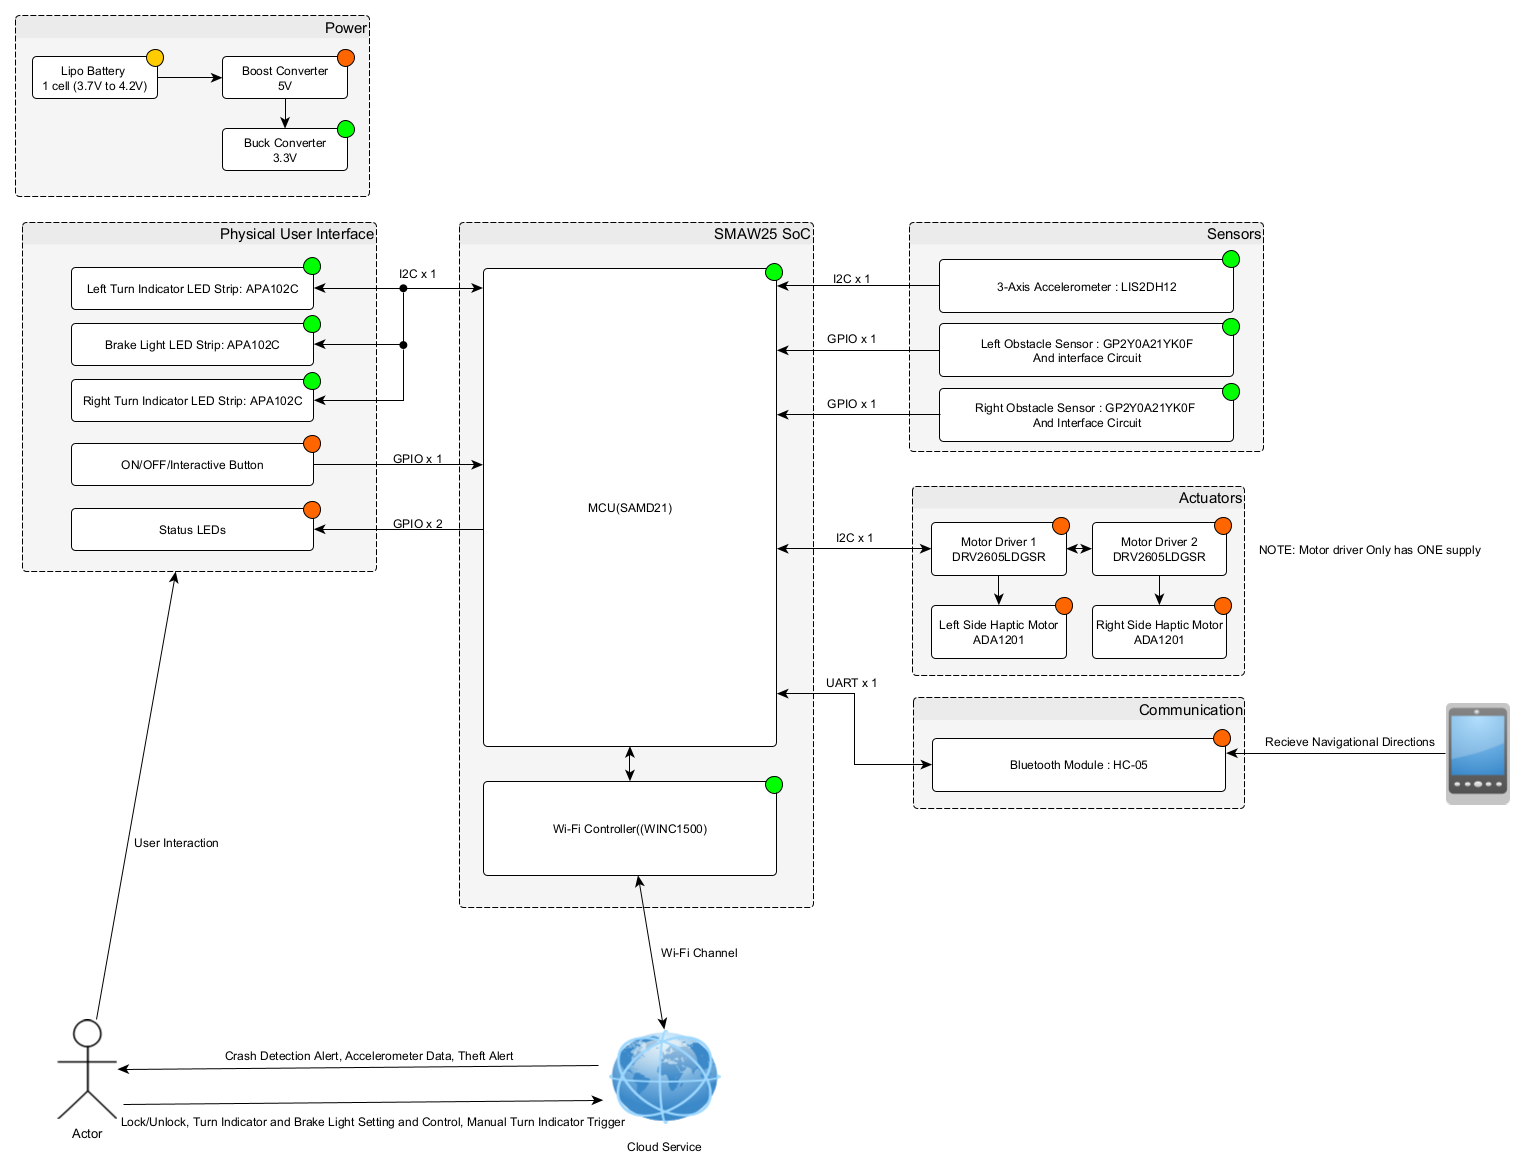 Power
Lipo Battery
1 cell (3.7V to 4.2V)
Boost Converter
5V
Buck Converter
3.3V
Physical User Interface
Left Turn Indicator LED Strip: APA102C
Brake Light LED Strip: APA102C
Right Turn Indicator LED Strip: APA102C
ON/OFF/Interactive Button
Status LEDs
I2C x 1
GPIO x 1
GPIO x 2
SMAW25 SoC
MCU(SAMD21)
Wi-Fi Controller((WINC1500)
I2C x 1
GPIO x 1
GPIO x 1
I2C x 1
UART x 1
Sensors
3-Axis Accelerometer : LIS2DH12
Left Obstacle Sensor : GP2Y0A21YK0F
And interface Circuit
Right Obstacle Sensor : GP2Y0A21YK0F
And Interface Circuit
Actuators
Motor Driver 1
DRV2605LDGSR
Motor Driver 2
DRV2605LDGSR
Left Side Haptic Motor
ADA1201
Right Side Haptic Motor
ADA1201
NOTE: Motor driver Only has ONE supply
Communication
Bluetooth Module : HC-05
Recieve Navigational Directions
User Interaction
Wi-Fi Channel
Crash Detection Alert, Accelerometer Data, Theft Alert
Lock/Unlock, Turn Indicator and Brake Light Setting and Control, Manual Turn Indicator Trigger
Actor
Cloud Service